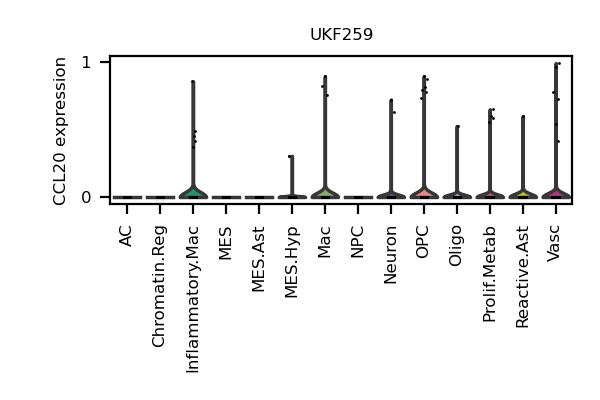 UKF259
CCL20 expression
1
0
AC
Chromatin.Reg
Inflammatory.Mac
MES
MES.Ast
MES.Hyp
Mac
NPC
Neuron
OPC
Oligo
Prolif.Metab
Reactive.Ast
Vasc